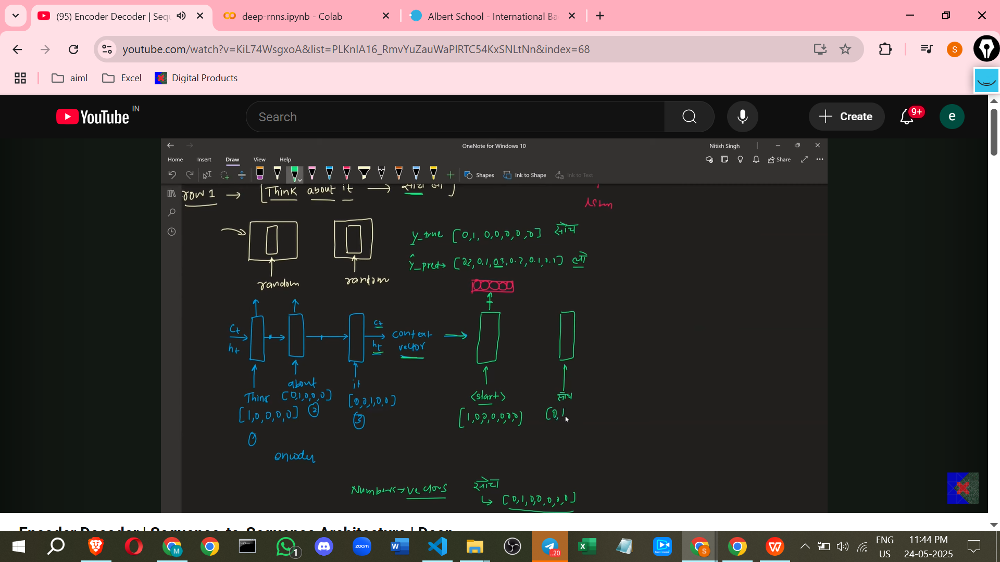 (95) Encoder Decoder | Sequ
deep-rnns.ipynb - Colab
Albert School - International Ba
youtube.com/watch?v=KiL74WsgxoA&list=PLKnIA16_RmvYuZauWaPlRTC54KxSNLtNn&index=68
S
aiml
Excel
Digital Products
YouTube IN
Search
Create
9+
e
OneNote for Windows 10
Nitish Singh
Home Insert Draw View Help
Share
Shapes
Ink to Shape
Ink to Text
row 1 → [Think about it →
lstm
y_true [0,1,0,0,0,0,0] सोच
ŷ_pred → [0.2,0.1,0.3,0.2,0.1,0.1] लो
random random
ct
ht
ct
ht
context
vector
Think about it <start> सोच
[0,1,0,0,0] [0,0,1,0,0]
[1,0,0,0,0] ② [1,0,0,0,0,0,0] [0,1
③
encoder
Numbers → vectors सोच
↳ [0,1,0,0,0,0,0]
Encoder Decoder | Sequence-to-Sequence Architecture | Deep
M
zoom
1
..20
S
ENG
US
11:44 PM
24-05-2025